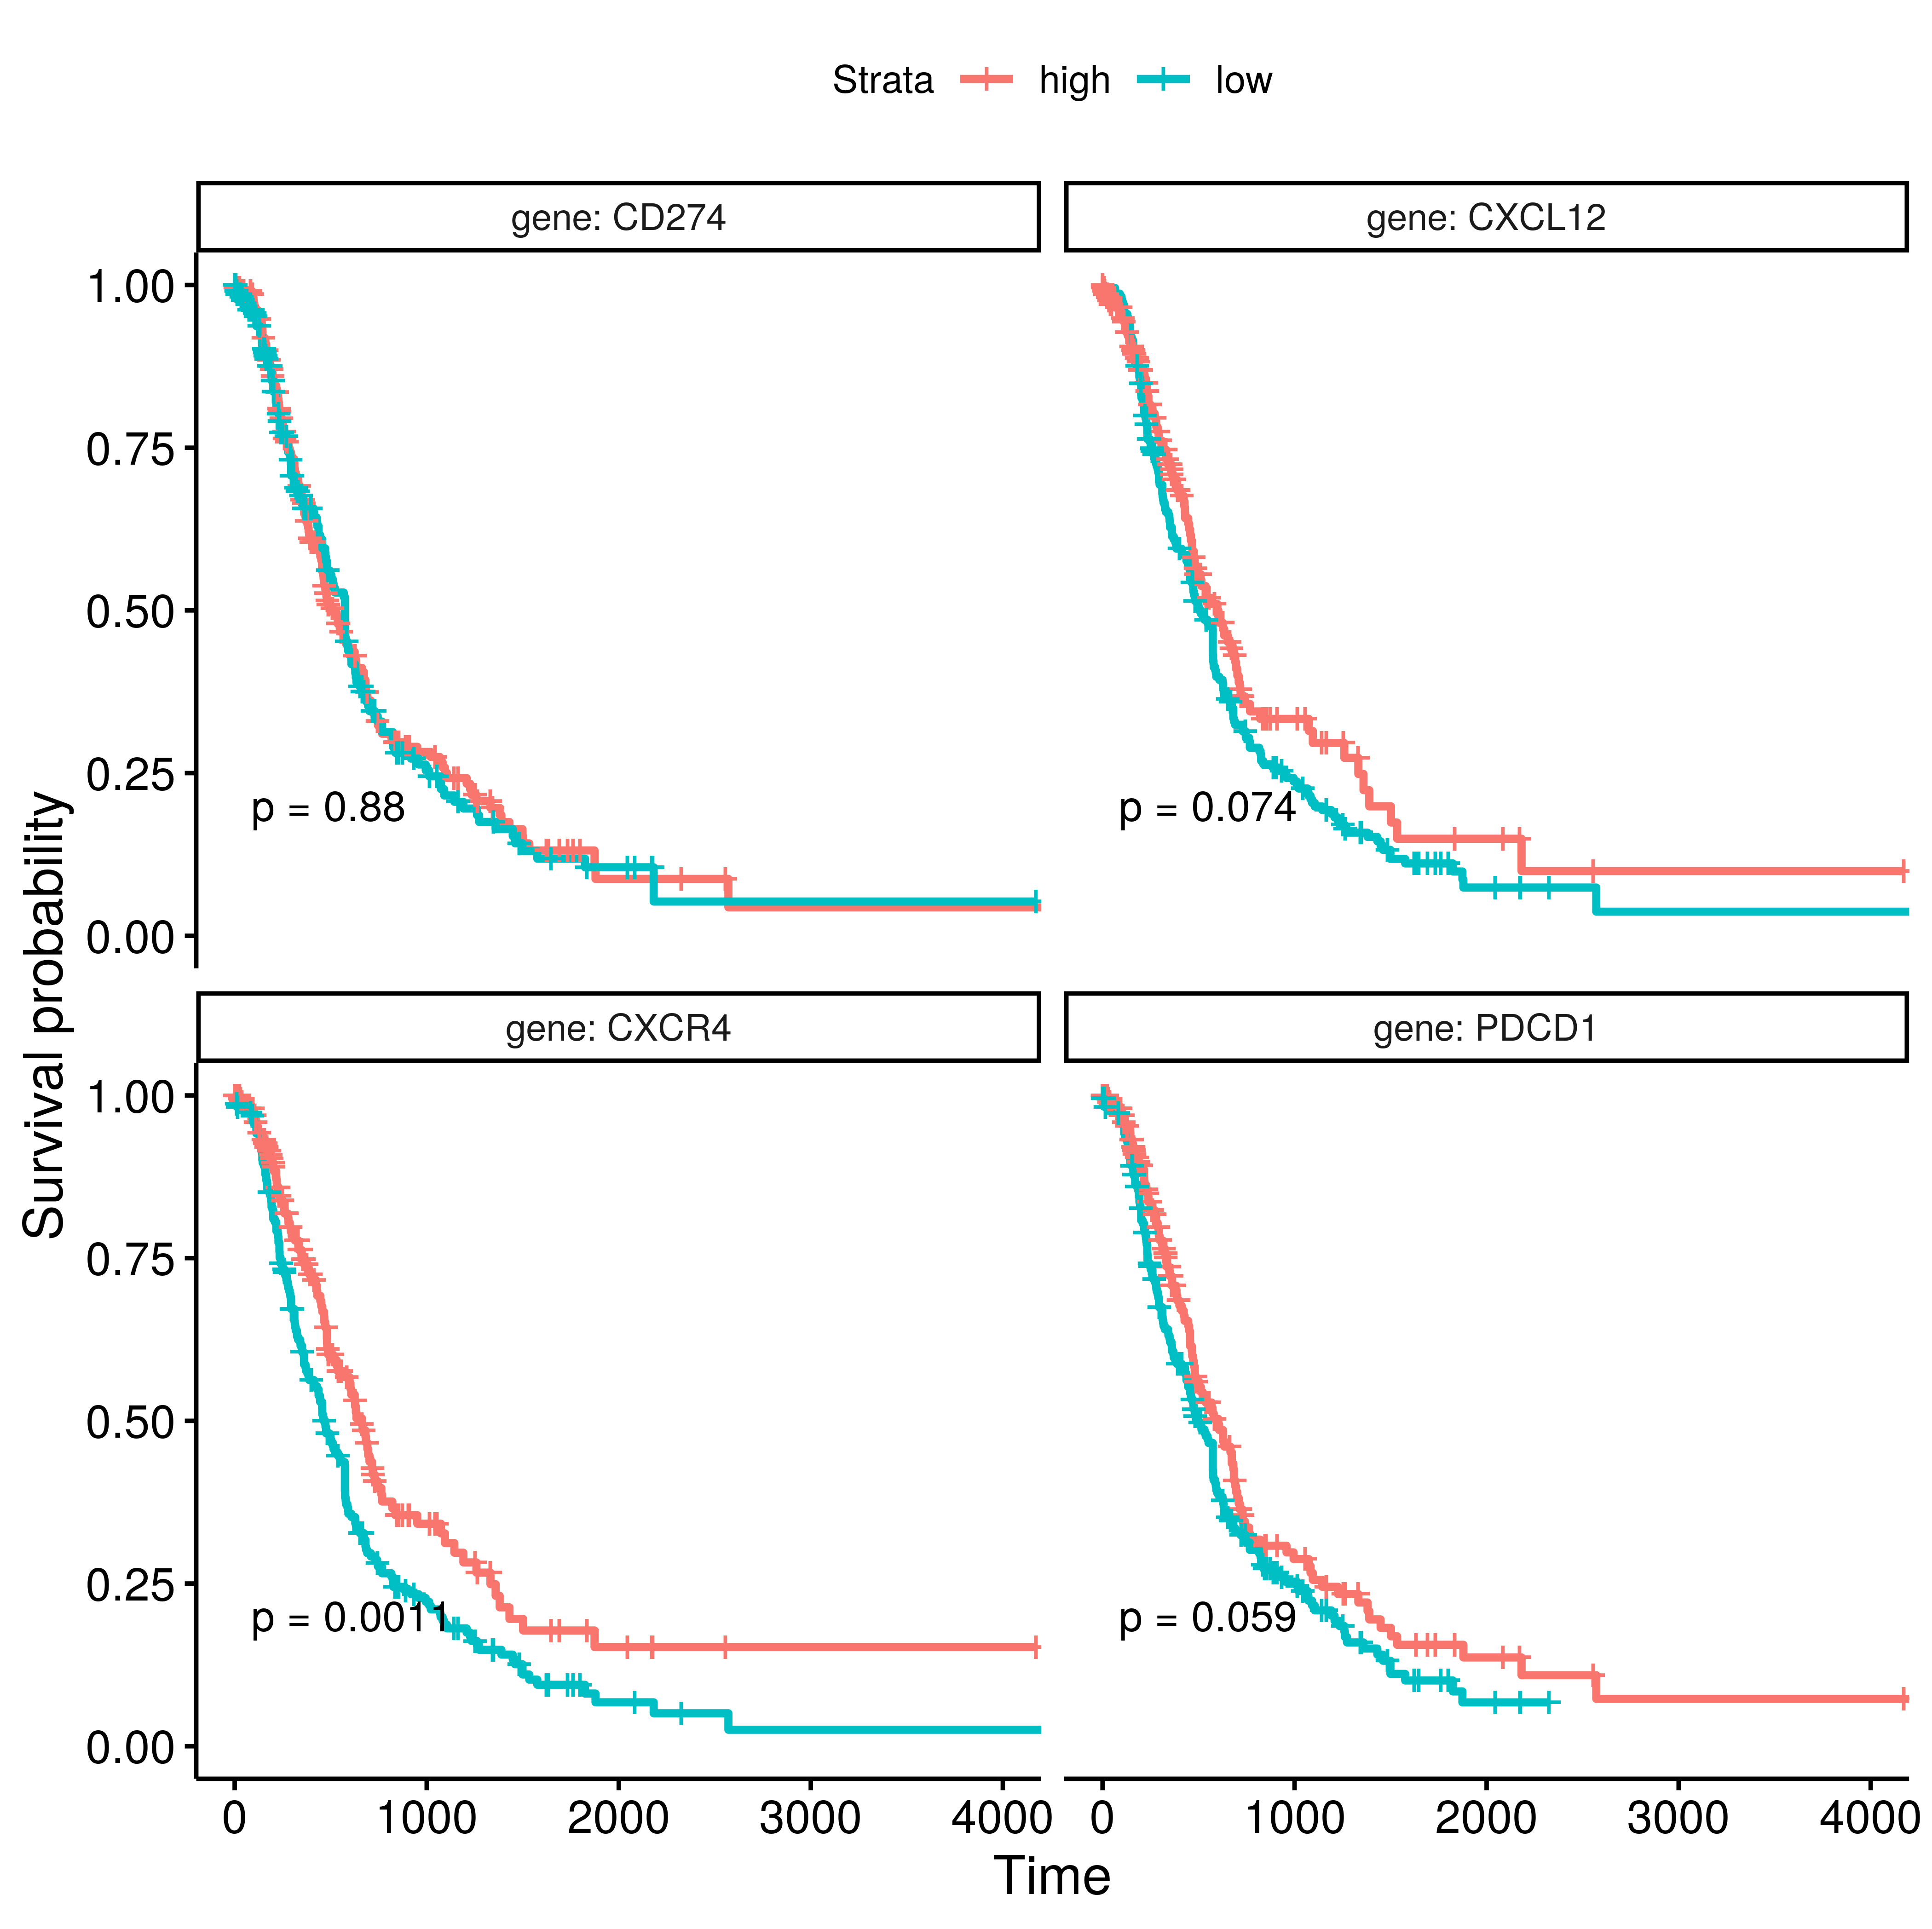 Strata high low
gene: CD274
gene: CXCL12
1.00
0.75
0.50
0.25
0.00
p = 0.88
p = 0.074
Survival probability
gene: CXCR4
gene: PDCD1
1.00
0.75
0.50
0.25
0.00
p = 0.0011
p = 0.059
0 1000 2000 3000 4000
0 1000 2000 3000 4000
Time